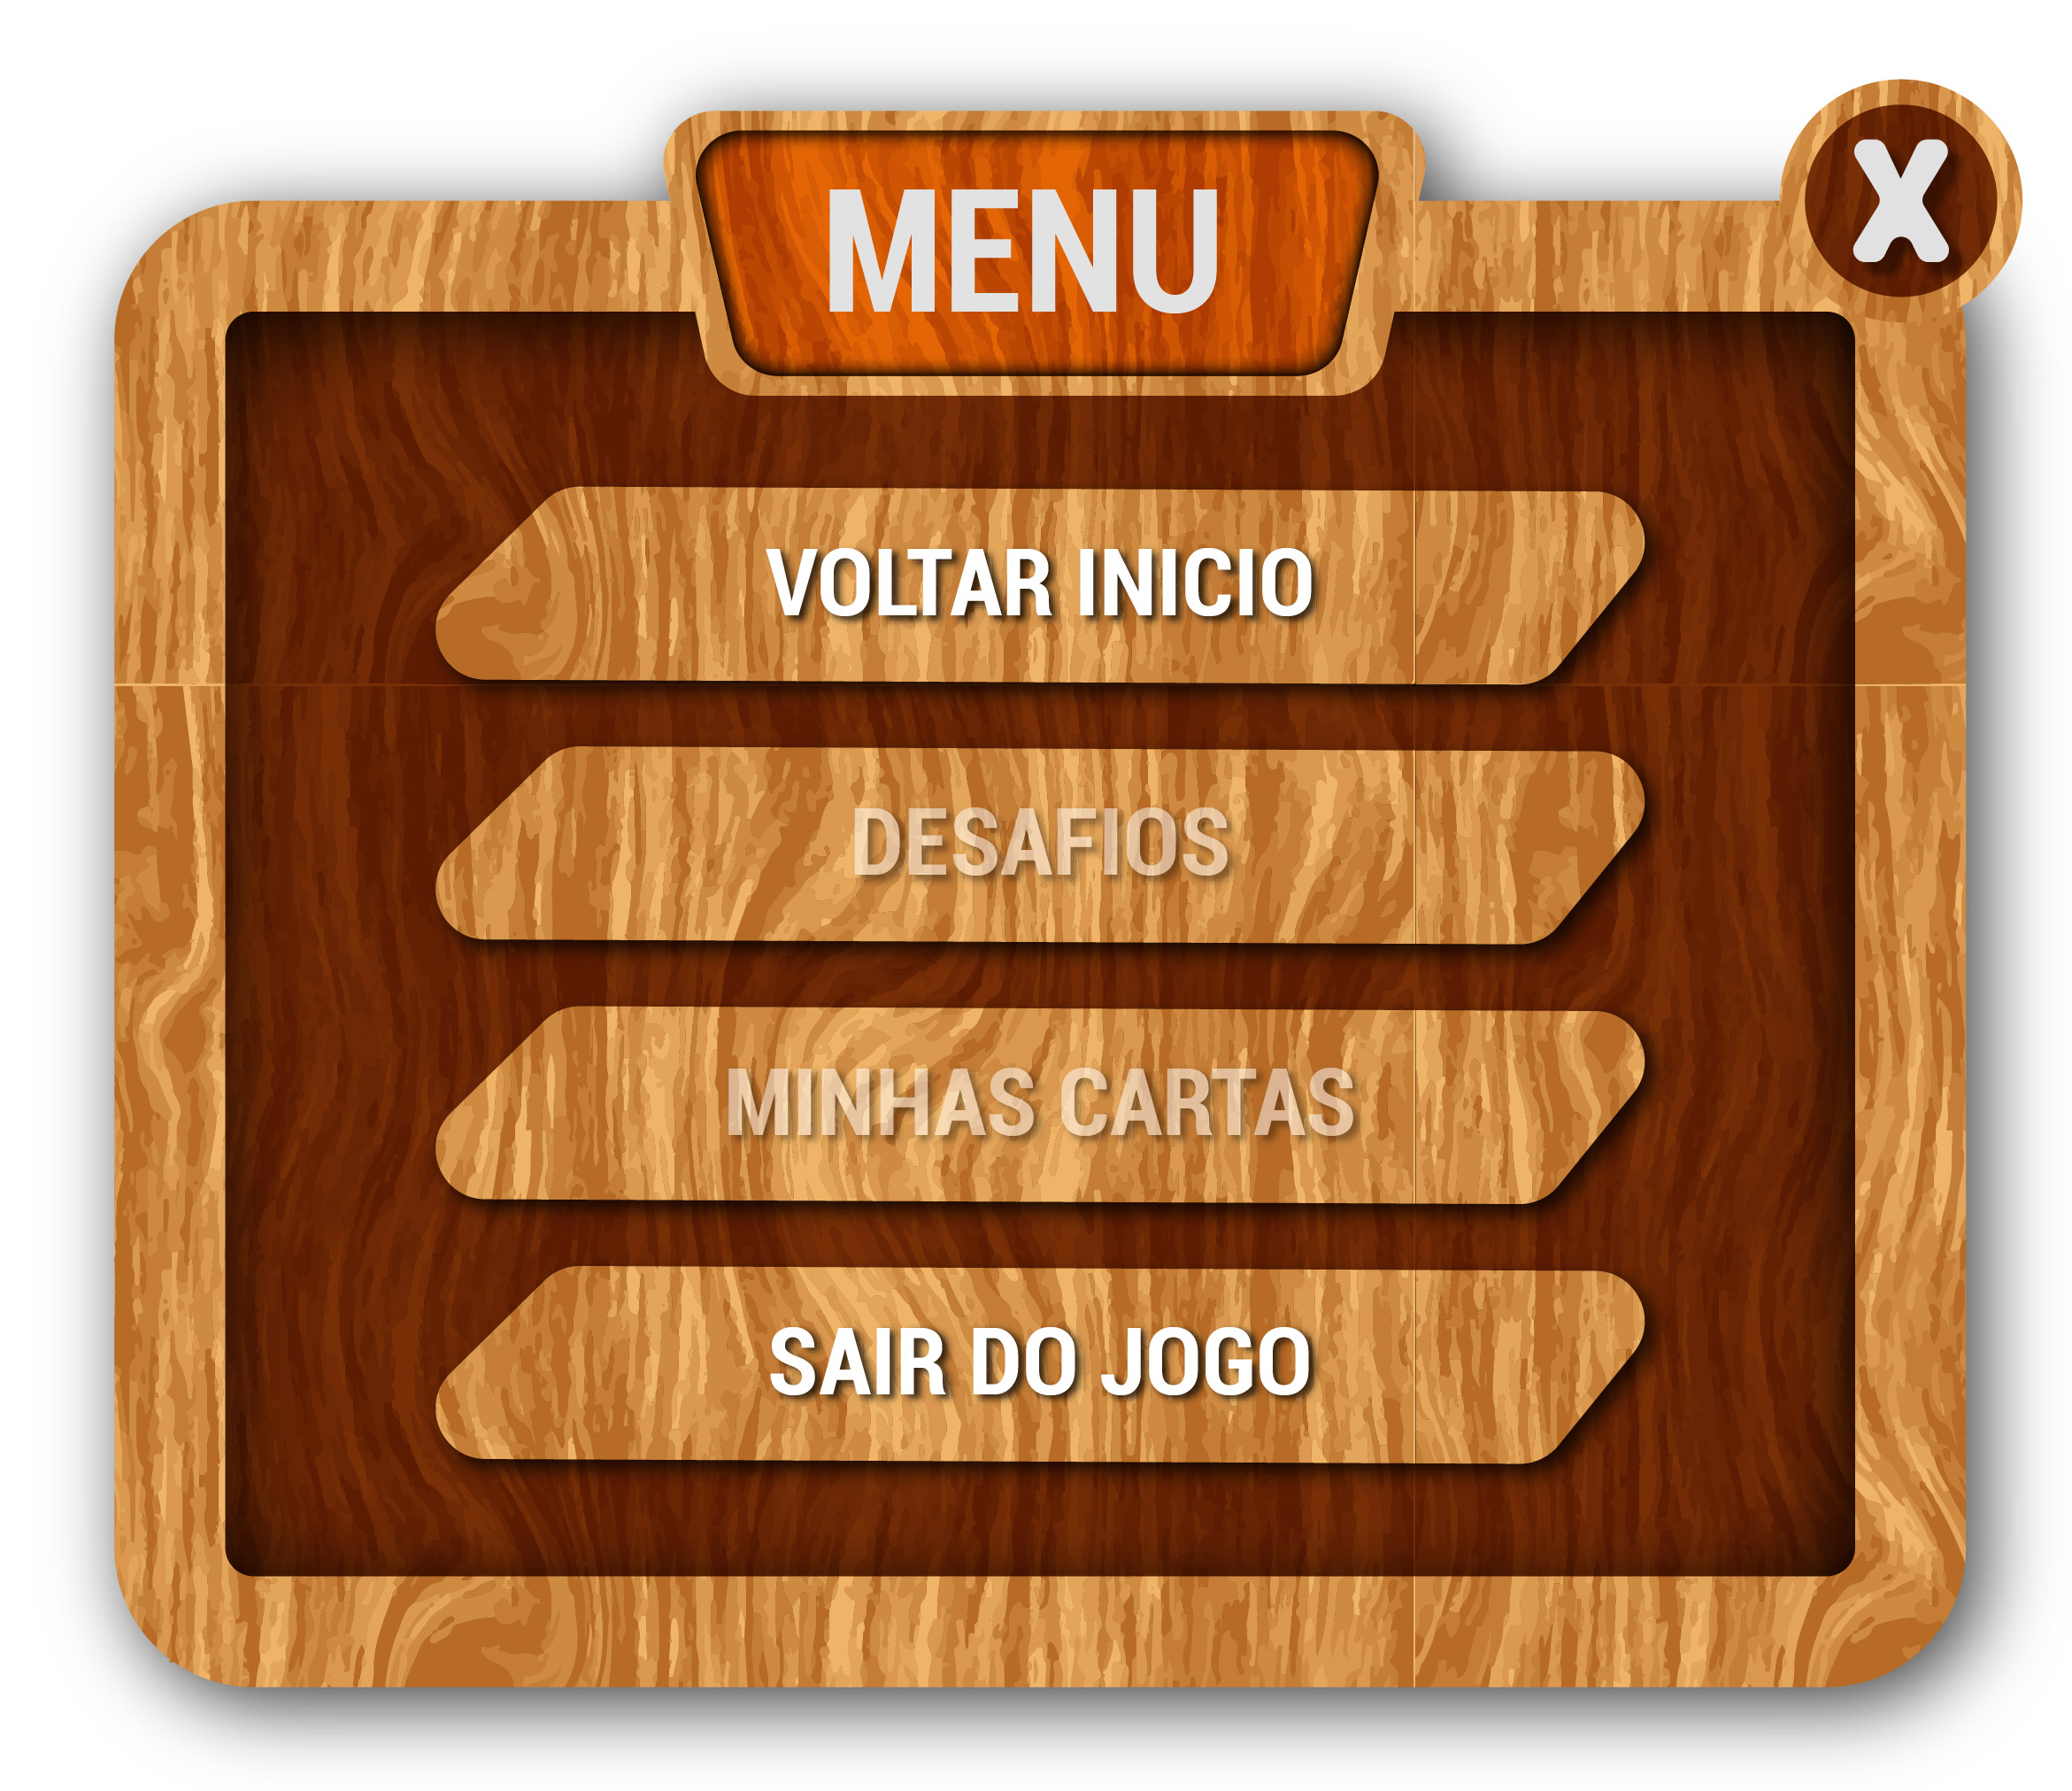 MENU
X
VOLTAR INICIO
DESAFIOS
MINHAS CARTAS
SAIR DO JOGO